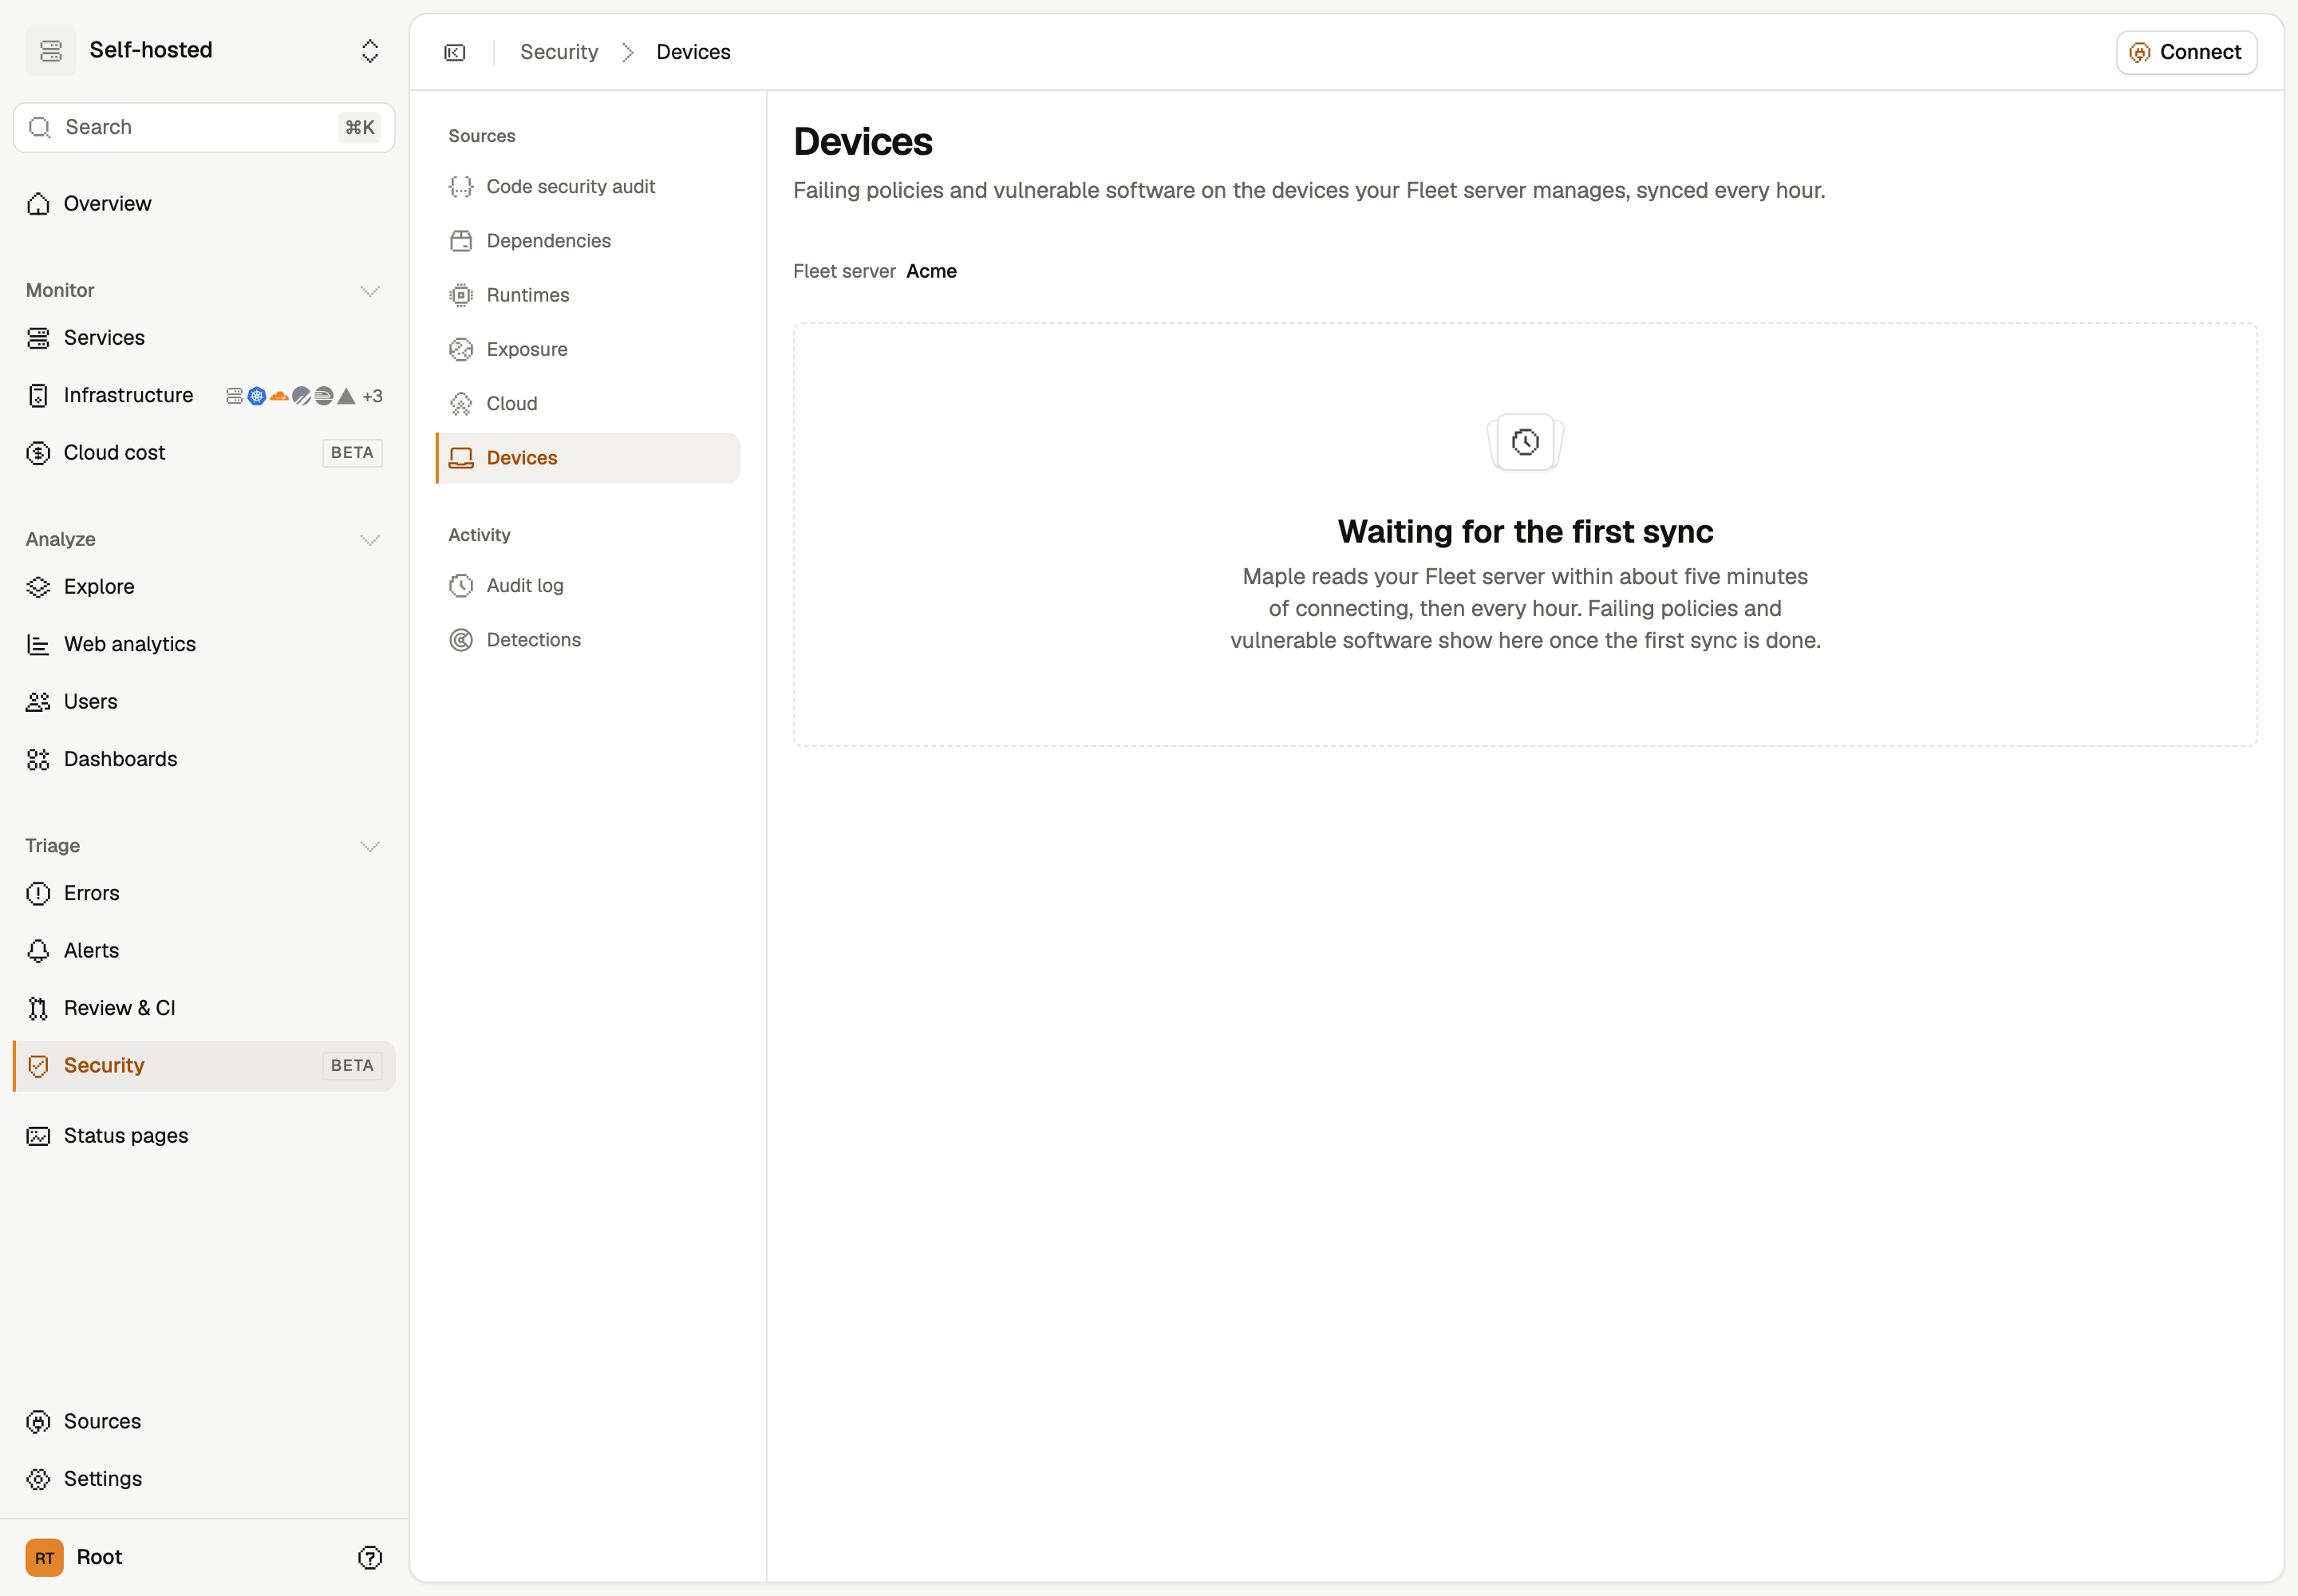 Self-hosted
Search
⌘K
Overview
Monitor
Services
Infrastructure
+3
Cloud cost
BETA
Analyze
Explore
Web analytics
Users
Dashboards
Triage
Errors
Alerts
Review & CI
Security
BETA
Status pages
Sources
Settings
RT
Root
Security
Devices
Connect
Sources
Code security audit
Dependencies
Runtimes
Exposure
Cloud
Devices
Activity
Audit log
Detections
Devices
Failing policies and vulnerable software on the devices your Fleet server manages, synced every hour.
Fleet server Acme
Waiting for the first sync
Maple reads your Fleet server within about five minutes
of connecting, then every hour. Failing policies and
vulnerable software show here once the first sync is done.